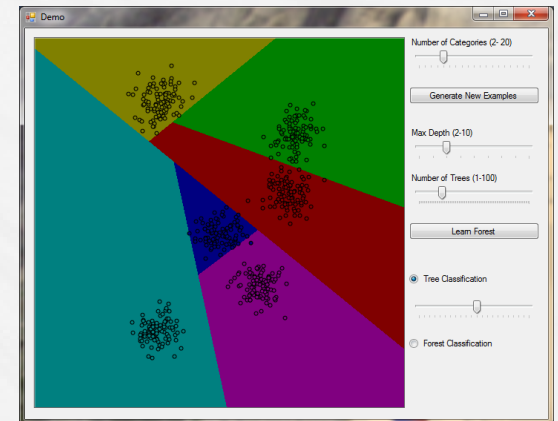 Demo
Number of Categories (2- 20)
Generate New Examples
Max Depth (2-10)
Number of Trees (1-100)
Learn Forest
Tree Classification
Forest Classification